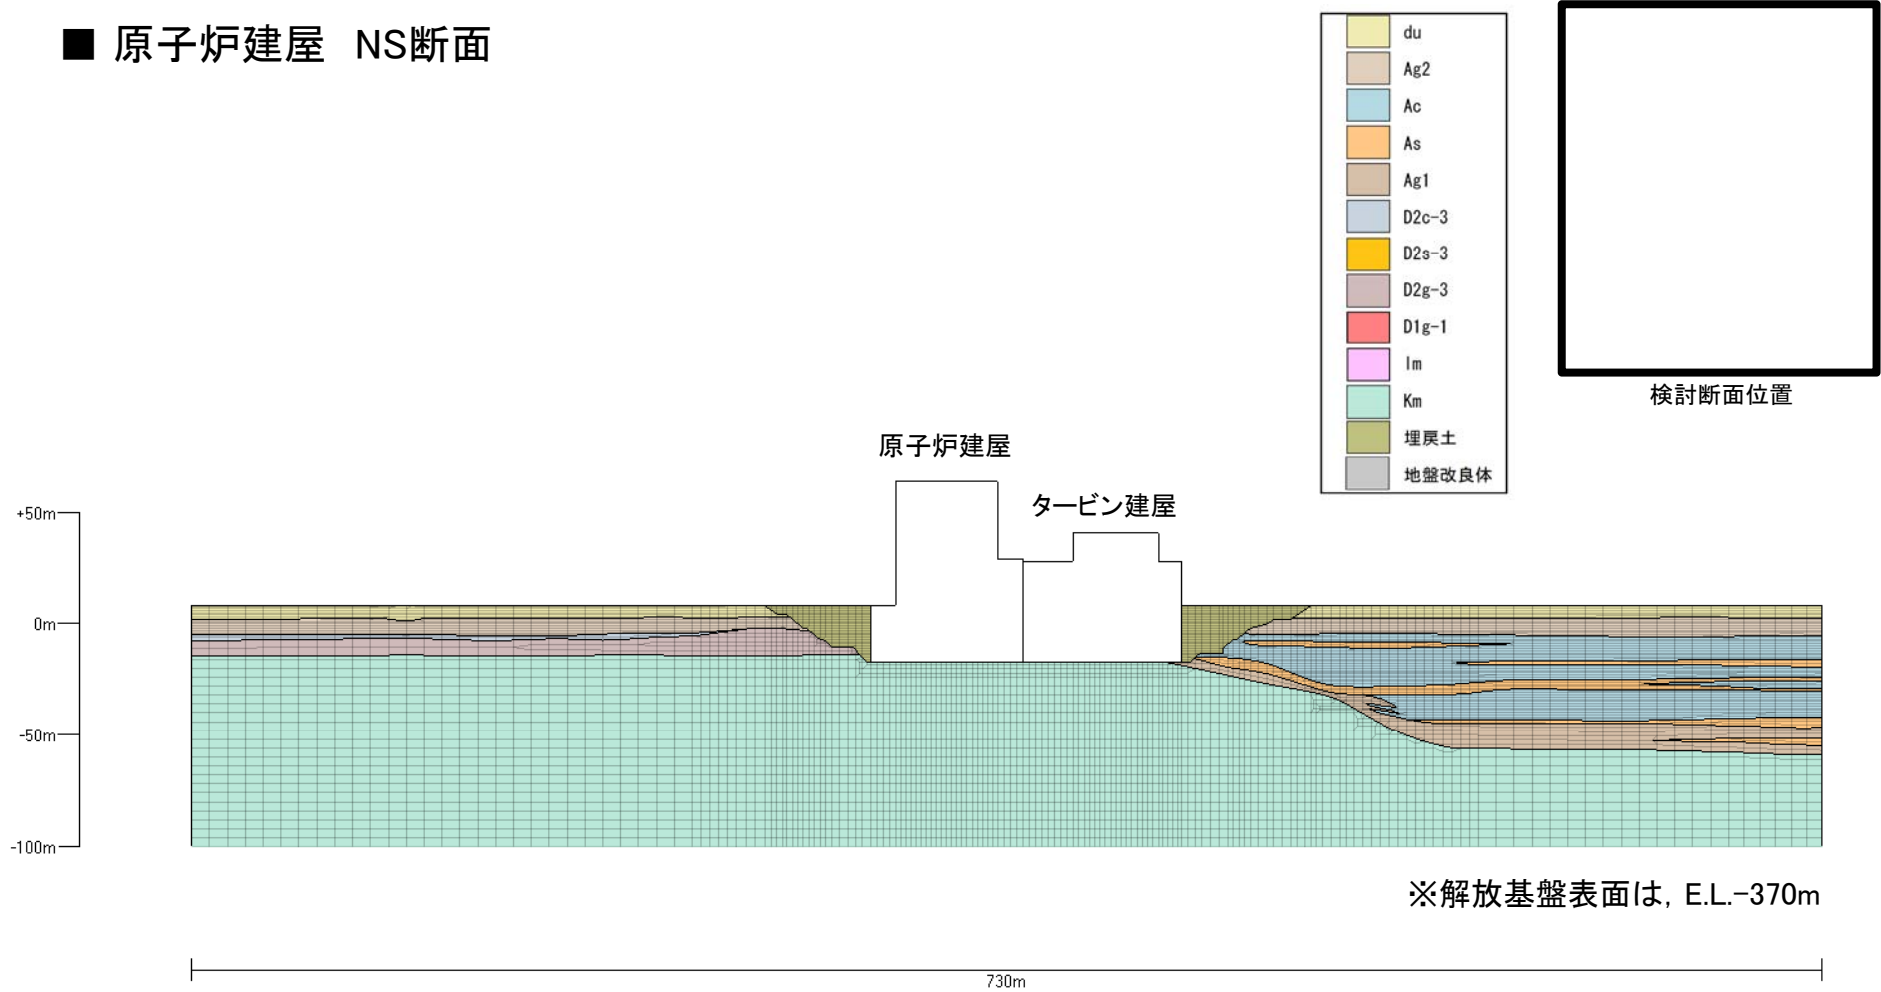 ■ 原子炉建屋　NS断面
du
Ag2
Ac
As
Ag1
D2c-3
D2s-3
D2g-3
D1g-1
Im
Km
埋戻土
地盤改良体
検討断面位置
原子炉建屋
タービン建屋
+50m
0m
-50m
-100m
※解放基盤表面は, E.L.-370m
730m